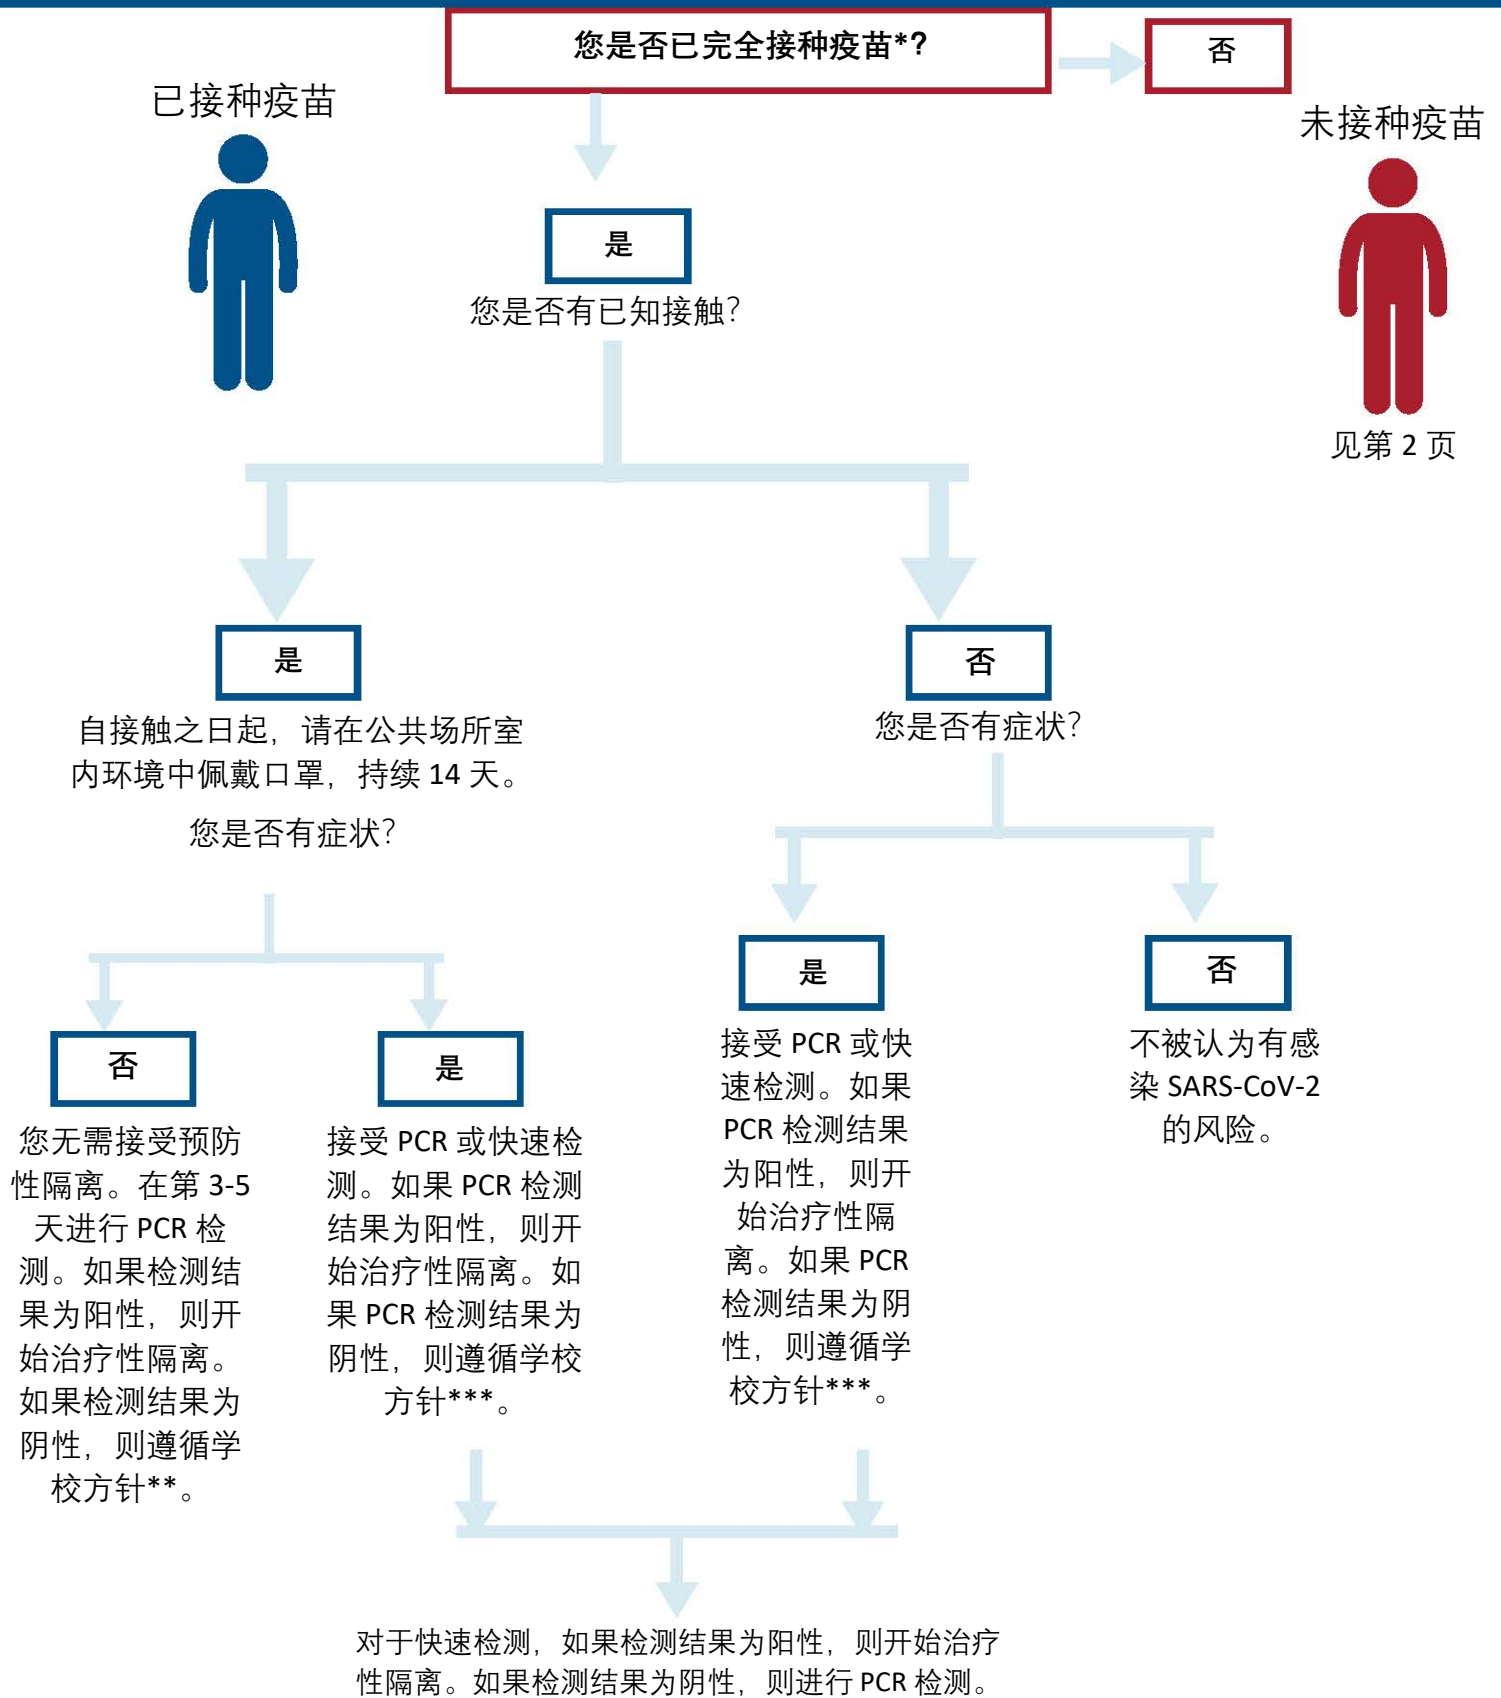 您是否已完全接种疫苗*?
否
已接种疫苗
未接种疫苗
是
您是否有已知接触?
见第 2 页
是
否
自接触之日起，请在公共场所室
内环境中佩戴口罩，持续 14 天。
您是否有症状?
您是否有症状?
否
是
是
否
您无需接受预防
性隔离。在第 3-5
天进行 PCR 检
测。如果检测结
果为阳性，则开
始治疗性隔离。
如果检测结果为
阴性，则遵循学
校方针**。
接受 PCR 或快速检
测。如果 PCR 检测
结果为阳性，则开
始治疗性隔离。如
果 PCR 检测结果为
阴性，则遵循学校
方针***。
接受 PCR 或快
速检测。如果
PCR 检测结果
为阳性，则开
始治疗性隔
离。如果 PCR
检测结果为阴
性，则遵循学
校方针***。
不被认为有感
染 SARS-CoV-2
的风险。
对于快速检测，如果检测结果为阳性，则开始治疗
性隔离。如果检测结果为阴性，则进行 PCR 检测。